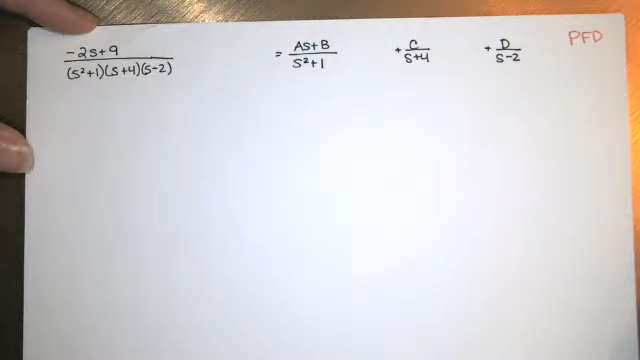 PFD
(-2s+9)/((s²+1)(s+4)(s-2)) = (As+B)/(s²+1) + C/(s+4) + D/(s-2)